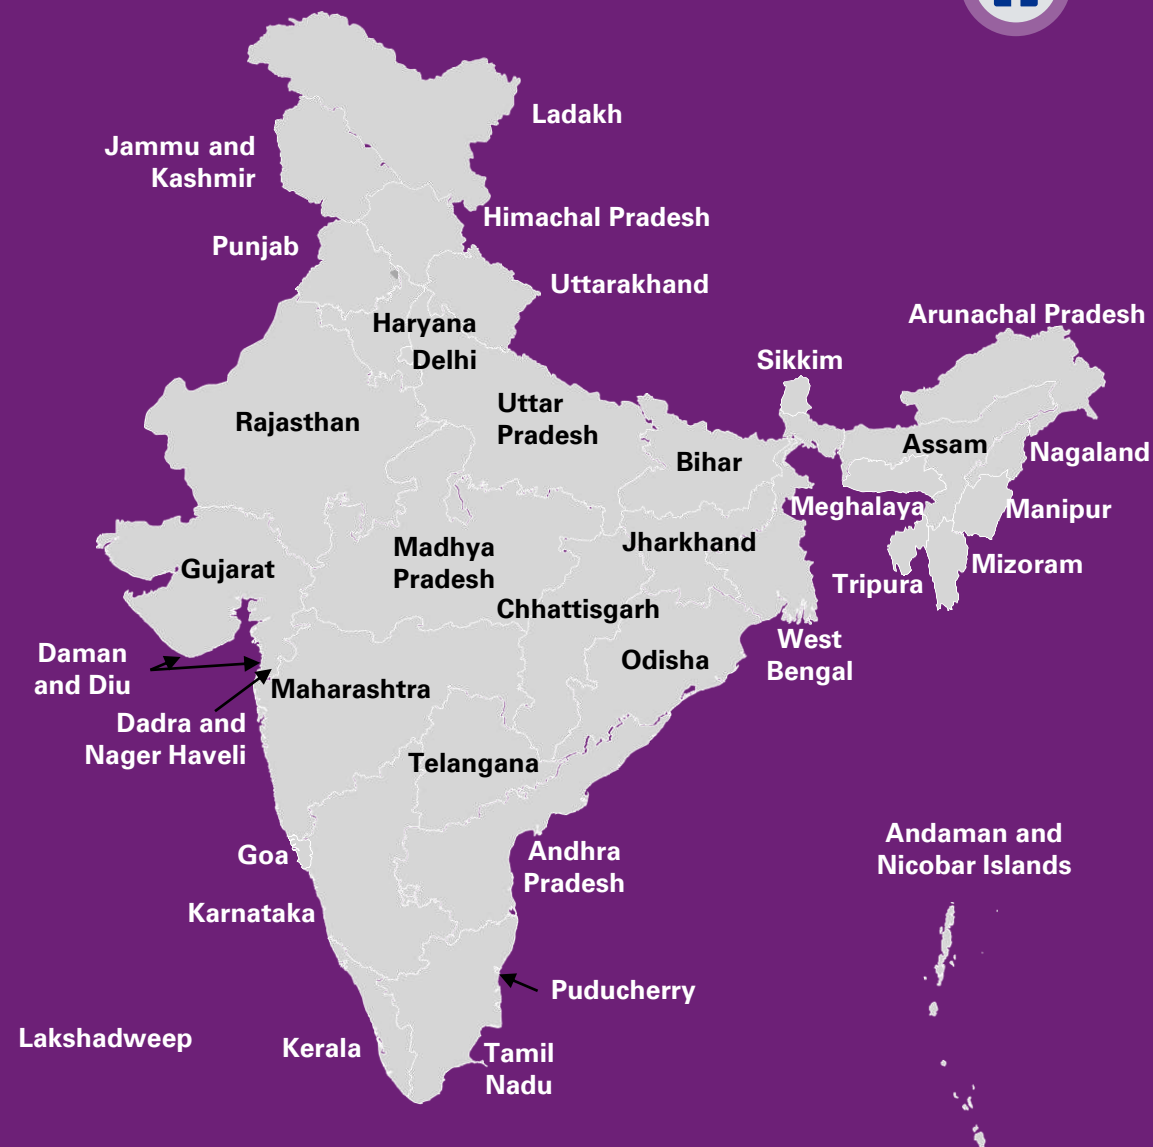 Ladakh
Jammu and
Kashmir
Himachal Pradesh
Punjab
Uttarakhand
Arunachal Pradesh
Haryana
Delhi
Sikkim
Uttar
Pradesh
Rajasthan
Assam
Nagaland
Bihar
Meghalaya
Manipur
Madhya
Pradesh
Jharkhand
Gujarat
Mizoram
Tripura
Chhattisgarh
West
Bengal
Daman
and Diu
Odisha
Maharashtra
Dadra and
Nager Haveli
Telangana
Andaman and
Nicobar Islands
Goa
Andhra
Pradesh
Karnataka
Puducherry
Lakshadweep
Kerala
Tamil
Nadu